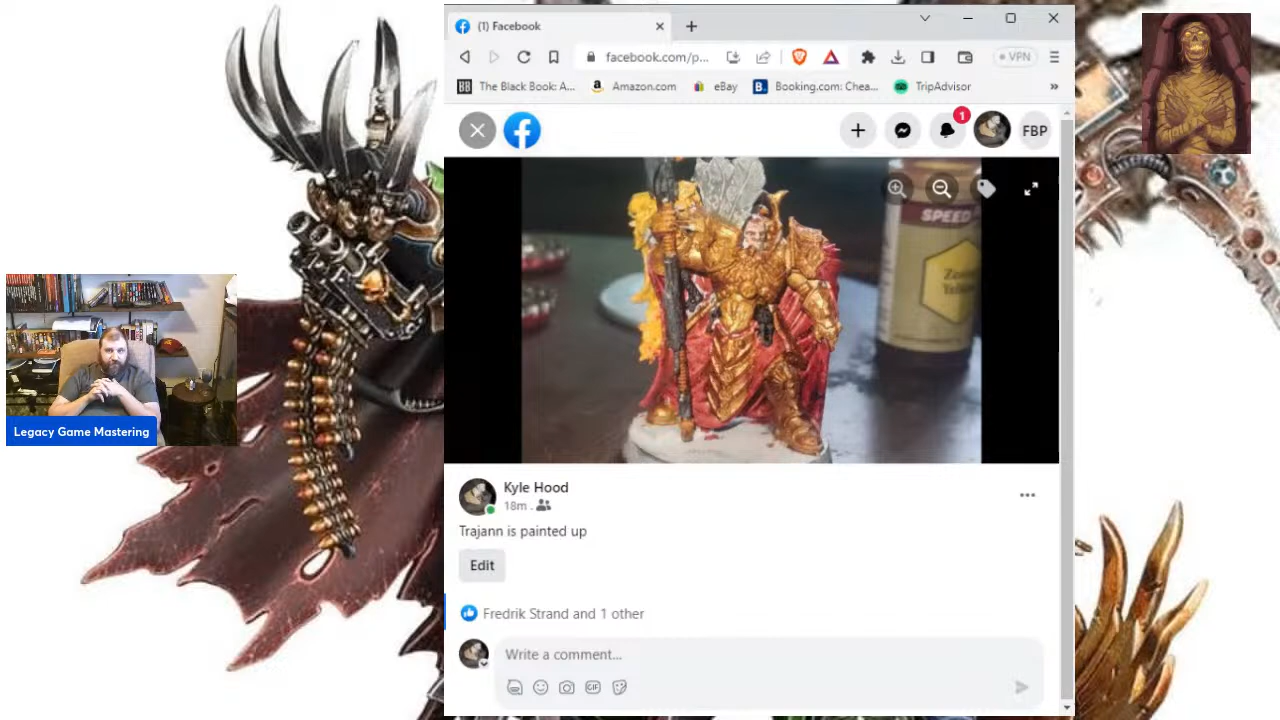 (1) Facebook
facebook.com/p...
VPN
The Black Book: A...
Amazon.com
eBay
Booking.com: Chea...
TripAdvisor
1
FBP
SPEED
Legacy Game Mastering
Kyle Hood
18m
Trajann is painted up
Edit
Fredrik Strand and 1 other
Write a comment...
GIF